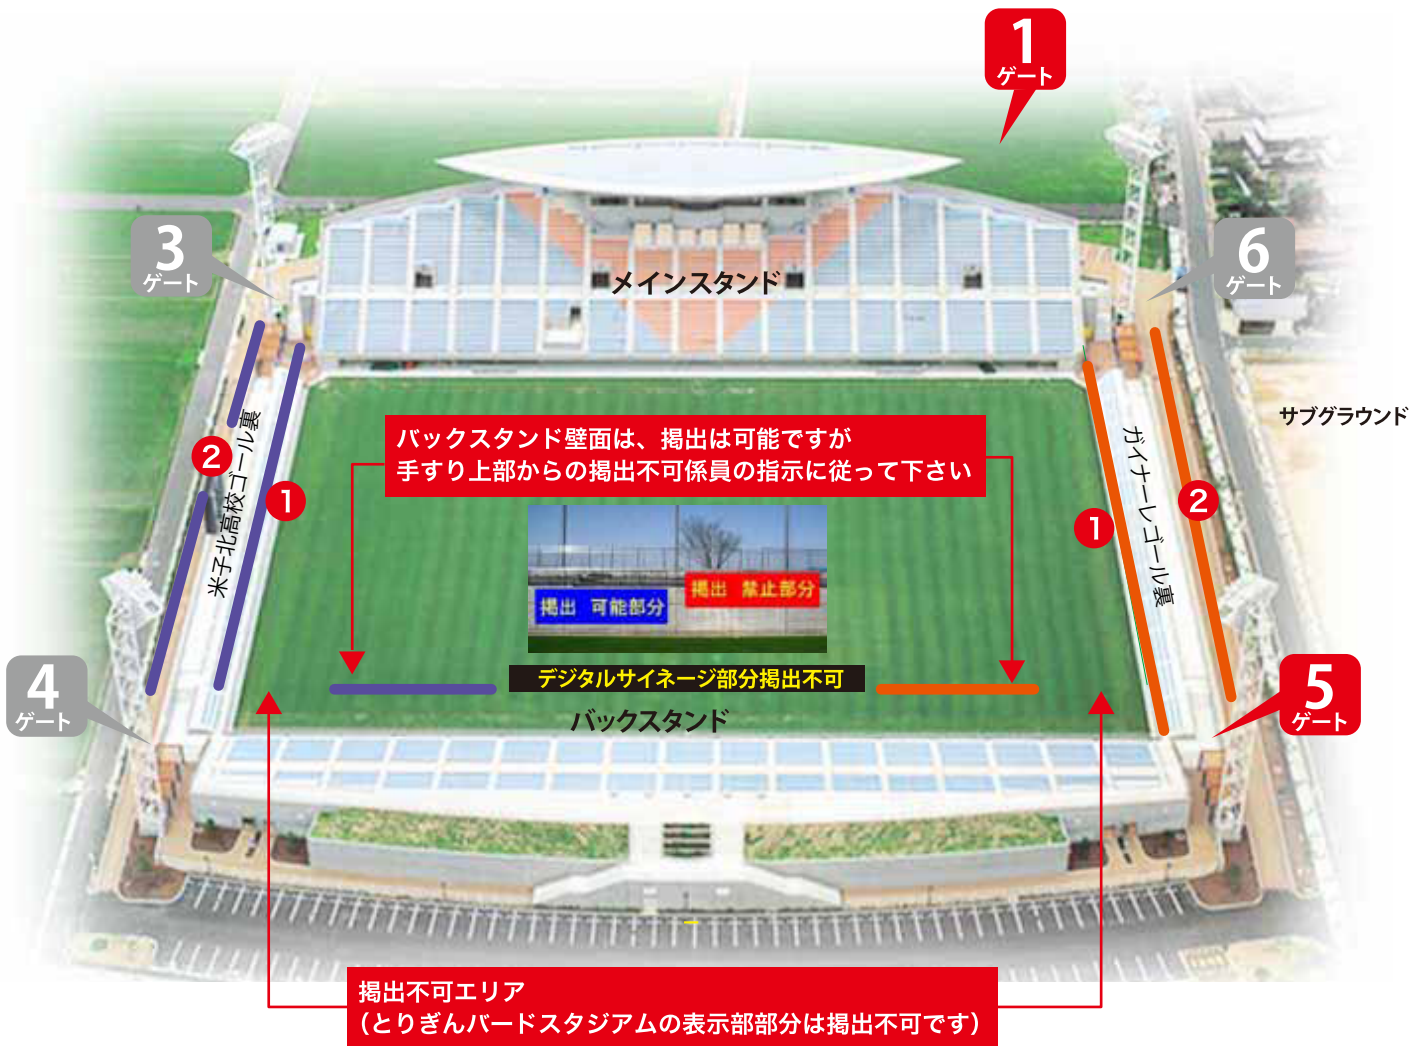 1
ゲート
3
ゲート
6
ゲート
メインスタンド
サブグラウンド
バックスタンド壁面は、掲出は可能ですが
手すり上部からの掲出不可係員の指示に従って下さい
2
米子北高校ゴール裏
1
1
ガイナーレゴール裏
2
掲出 可能部分
掲出 禁止部分
デジタルサイネージ部分掲出不可
バックスタンド
4
ゲート
5
ゲート
掲出不可エリア
(とりぎんバードスタジアムの表示部部分は掲出不可です)